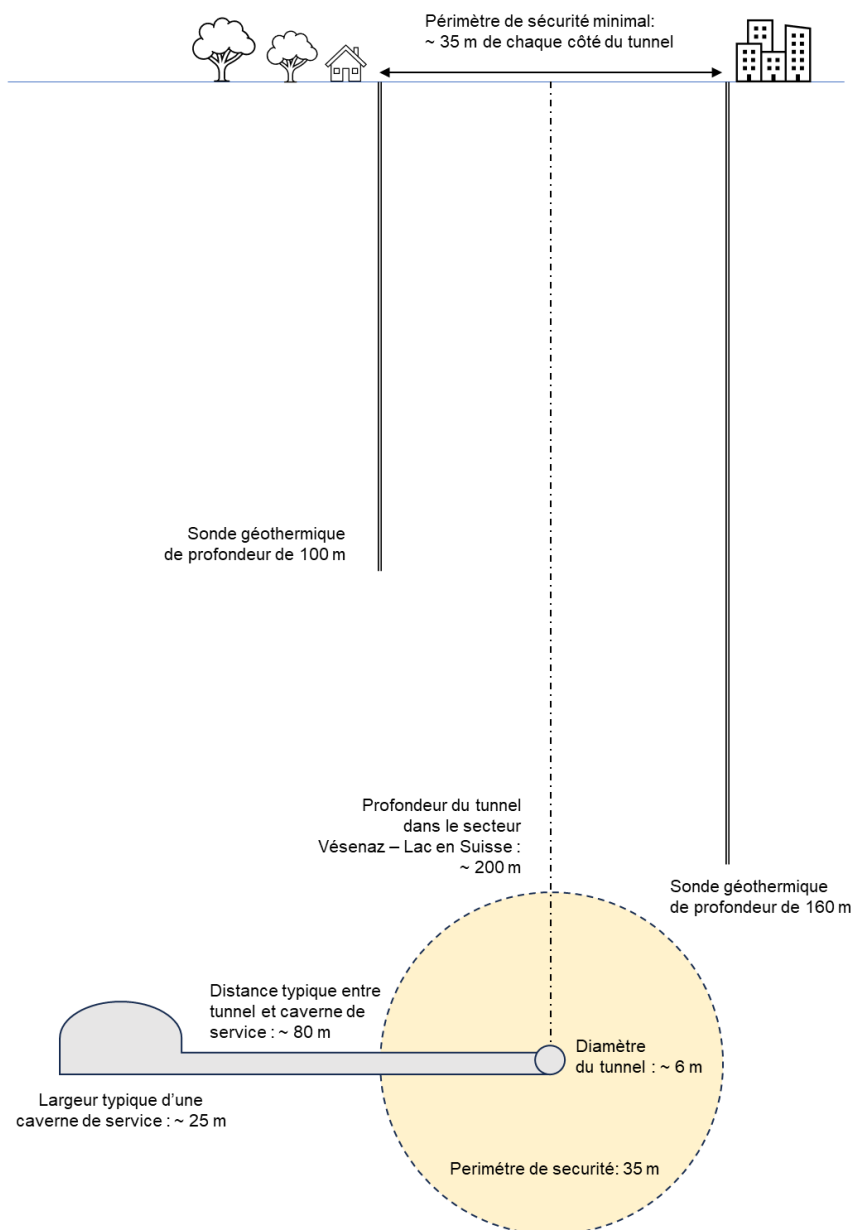 Périmètre de sécurité minimal:
~ 35 m de chaque côté du tunnel
Sonde géothermique
de profondeur de 100 m
Profondeur du tunnel
dans le secteur
Vésenaz – Lac en Suisse :
~ 200 m
Sonde géothermique
de profondeur de 160 m
Distance typique entre
tunnel et caverne de
service : ~ 80 m
Diamètre
du tunnel : ~ 6 m
Largeur typique d’une
caverne de service : ~ 25 m
Perimétre de securité: 35 m